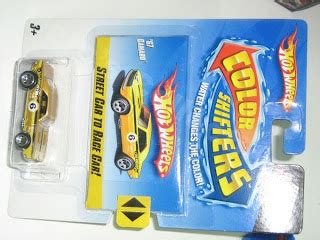 HOT WHEELS
COLOR
SHIFTERS
WATER CHANGES THE COLOR!
HOT WHEELS
'67 CAMARO
6
STREET CAR TO RACE CAR!
6
3+